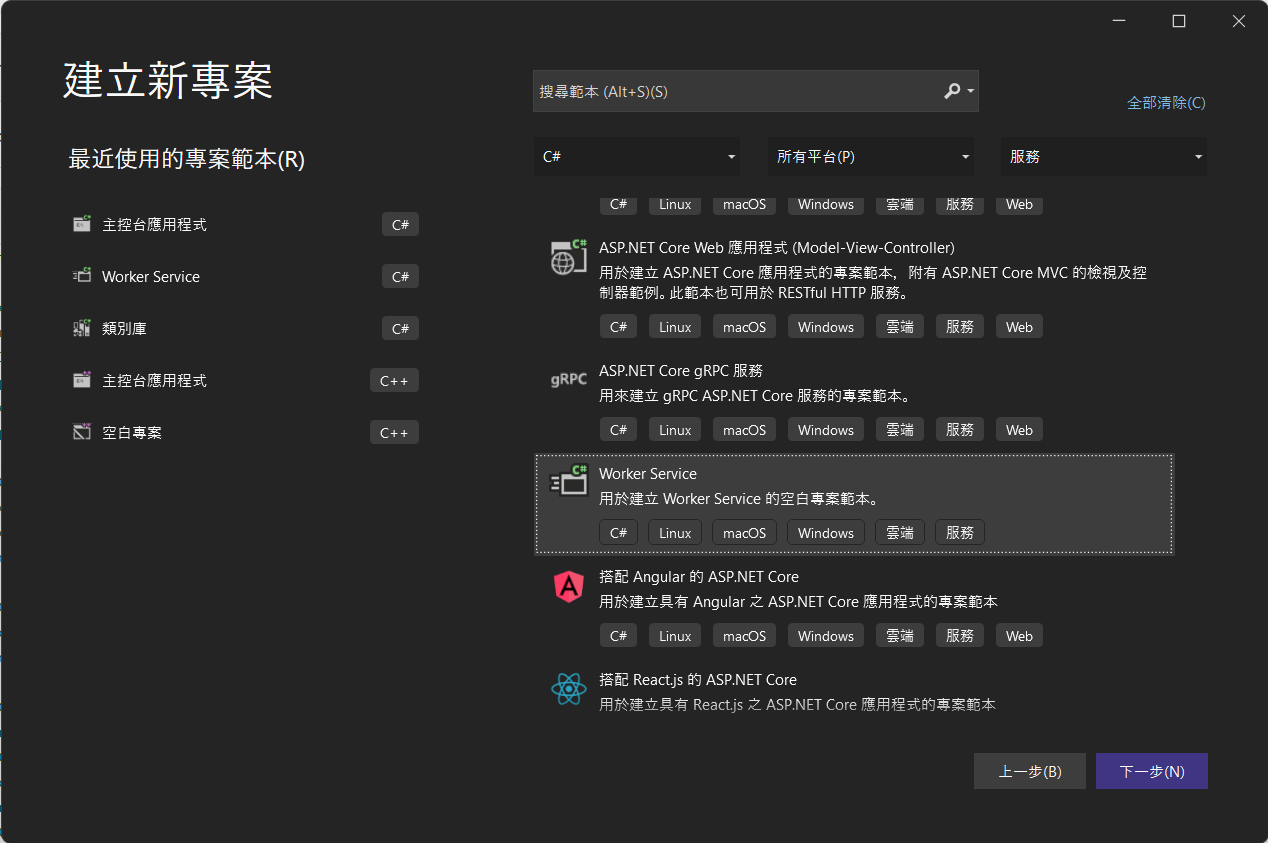 建立新專案
最近使用的專案範本(R)
主控台應用程式 C#
Worker Service C#
類別庫 C#
主控台應用程式 C++
空白專案 C++
搜尋範本 (Alt+S)(S)
全部清除(C)
C# 所有平台(P) 服務
C# Linux macOS Windows 雲端 服務 Web
ASP.NET Core Web 應用程式 (Model-View-Controller)
用於建立 ASP.NET Core 應用程式的專案範本，附有 ASP.NET Core MVC 的檢視及控
制器範例。此範本也可用於 RESTful HTTP 服務。
C# Linux macOS Windows 雲端 服務 Web
gRPC
ASP.NET Core gRPC 服務
用來建立 gRPC ASP.NET Core 服務的專案範本。
C# Linux macOS Windows 雲端 服務 Web
Worker Service
用於建立 Worker Service 的空白專案範本。
C# Linux macOS Windows 雲端 服務
搭配 Angular 的 ASP.NET Core
用於建立具有 Angular 之 ASP.NET Core 應用程式的專案範本
C# Linux macOS Windows 雲端 服務 Web
搭配 React.js 的 ASP.NET Core
用於建立具有 React.js 之 ASP.NET Core 應用程式的專案範本
上一步(B) 下一步(N)